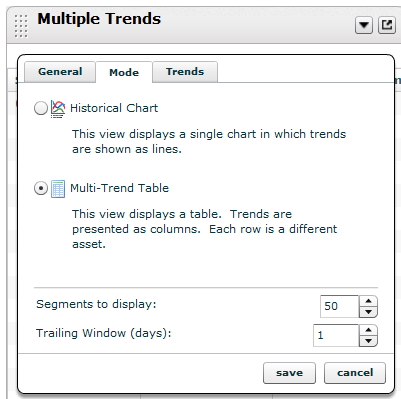 Multiple Trends
General Mode Trends
Historical Chart
This view displays a single chart in which trends
are shown as lines.
Multi-Trend Table
This view displays a table. Trends are
presented as columns. Each row is a different
asset.
Segments to display: 50
Trailing Window (days): 1
save cancel